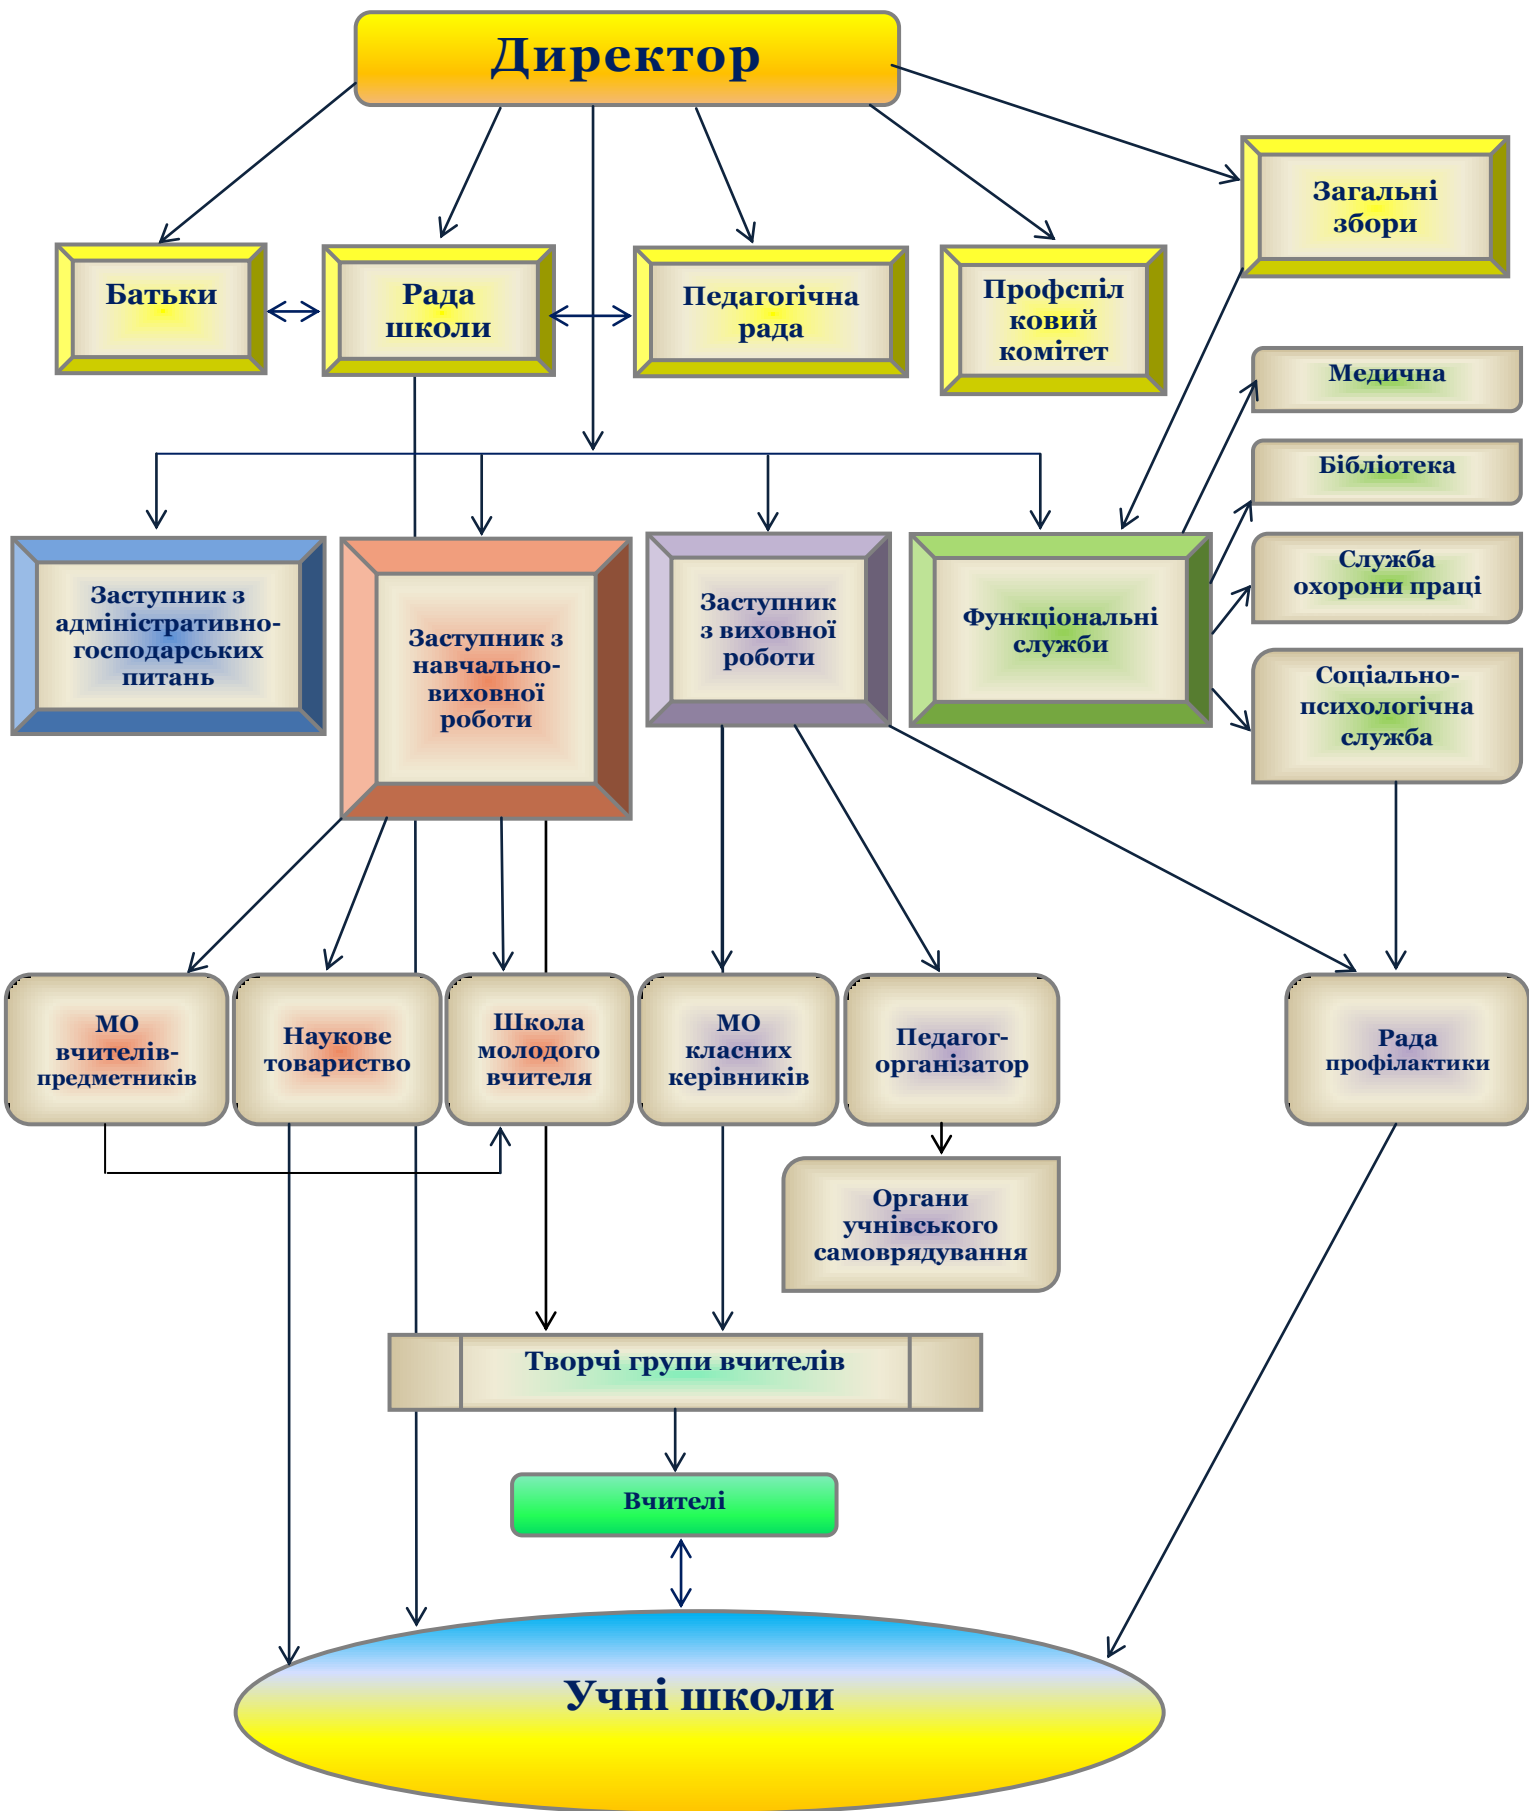 Директор
Загальні
збори
Батьки
Рада
школи
Педагогічна
рада
Профспіл
ковий
комітет
Медична
Бібліотека
Служба
охорони праці
Соціально-
психологічна
служба
Заступник з
адміністративно-
господарських
питань
Заступник з
навчально-
виховної
роботи
Заступник
з виховної
роботи
Функціональні
служби
МО
вчителів-
предметників
Наукове
товариство
Школа
молодого
вчителя
МО
класних
керівників
Педагог-
організатор
Рада
профілактики
Органи
учнівського
самоврядування
Творчі групи вчителів
Вчителі
Учні школи